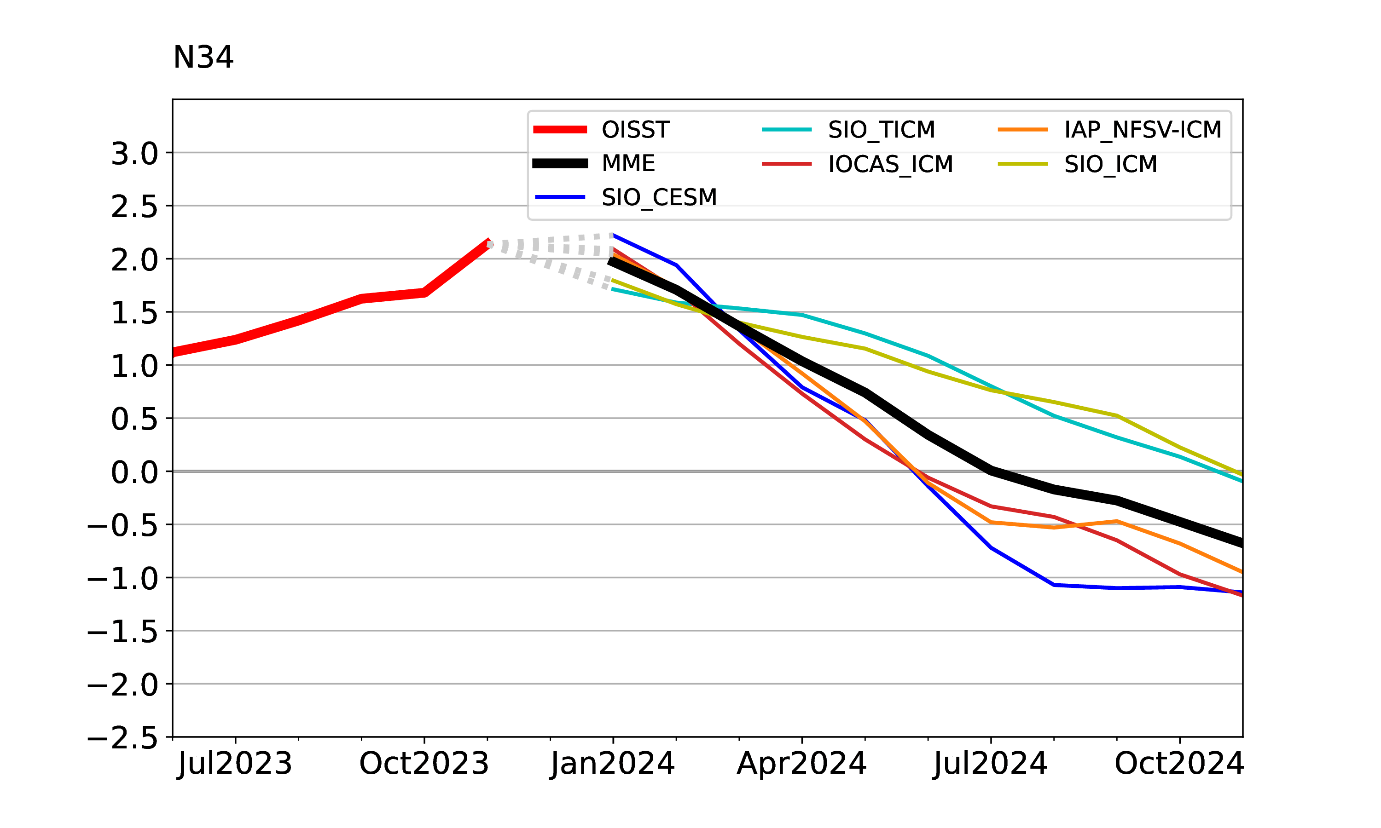 N34
OISST
MME
SIO_CESM
SIO_TICM
IOCAS_ICM
IAP_NFSV-ICM
SIO_ICM
3.0
2.5
2.0
1.5
1.0
0.5
0.0
−0.5
−1.0
−1.5
−2.0
−2.5
Jul2023 Oct2023 Jan2024 Apr2024 Jul2024 Oct2024